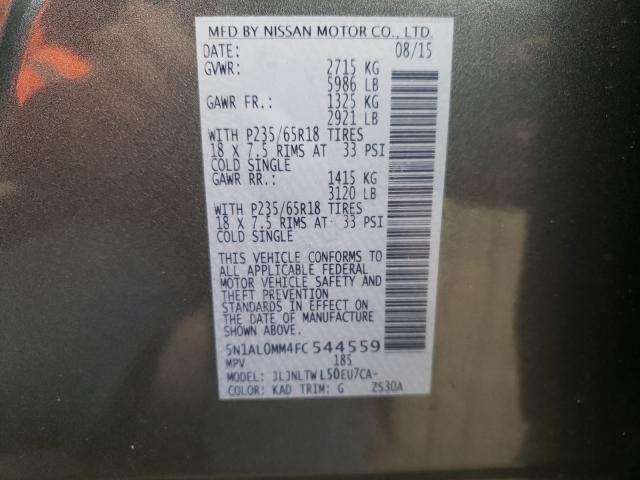 MFD BY NISSAN MOTOR CO., LTD.
DATE: 08/15
GVWR: 2715 KG
5986 LB
GAWR FR.: 1325 KG
2921 LB
WITH P235/65R18 TIRES
18 X 7.5 RIMS AT 33 PSI
COLD SINGLE
GAWR RR.: 1415 KG
3120 LB
WITH P235/65R18 TIRES
18 X 7.5 RIMS AT 33 PSI
COLD SINGLE
THIS VEHICLE CONFORMS TO
ALL APPLICABLE FEDERAL
MOTOR VEHICLE SAFETY AND
THEFT PREVENTION
STANDARDS IN EFFECT ON
THE DATE OF MANUFACTURE
SHOWN ABOVE.
5N1AL0MM4FC544559
MPV 185
MODEL: JLJNLTWL50EU7CA-
COLOR: KAD TRIM: G ZS30A